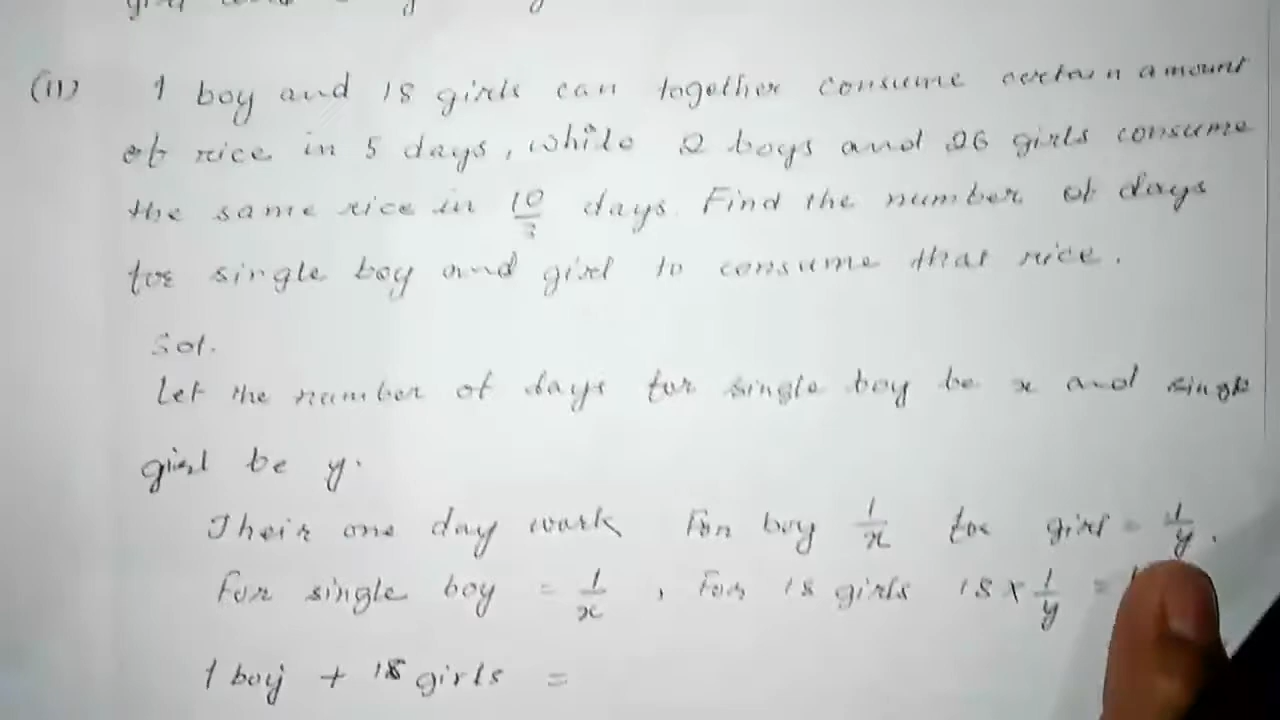 (11) 1 boy and 18 girls can together consume certain amount
of rice in 5 days, while 2 boys and 26 girls consume
the same rice in 10/3 days. Find the number of days
for single boy and girl to consume that rice.
Sol.
Let the number of days for single boy be x and single
girl be y.
Their one day work For boy 1/x for girl = 1/y.
For single boy = 1/x , For 18 girls 18 x 1/y =
1 boy + 18 girls =